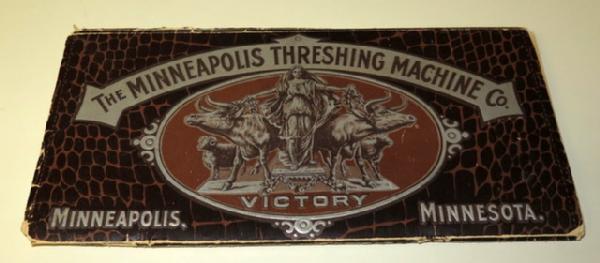 THE MINNEAPOLIS THRESHING MACHINE CO.
VICTORY
MINNEAPOLIS, MINNESOTA.